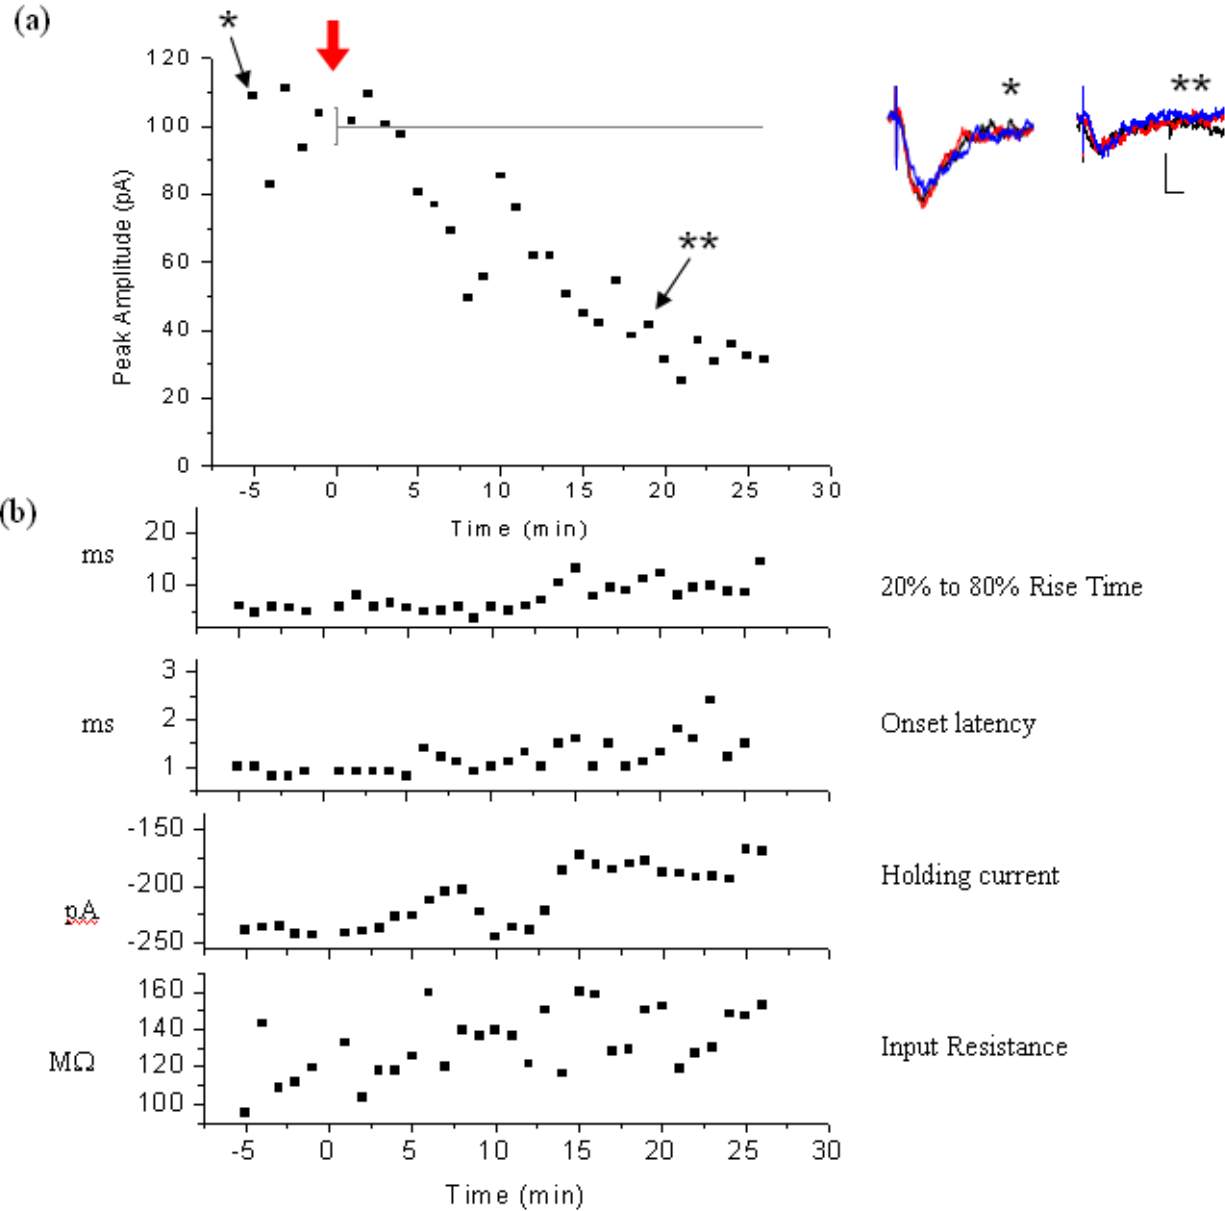 (a)
*
120
100
80
60
40
20
0
Peak Amplitude (pA)
**
-5 0 5 10 15 20 25 30
Time (min)
* **
(b)
ms
20
10
20% to 80% Rise Time
ms
3
2
1
Onset latency
pA
-150
-200
-250
Holding current
MΩ
160
140
120
100
Input Resistance
-5 0 5 10 15 20 25 30
Time (min)